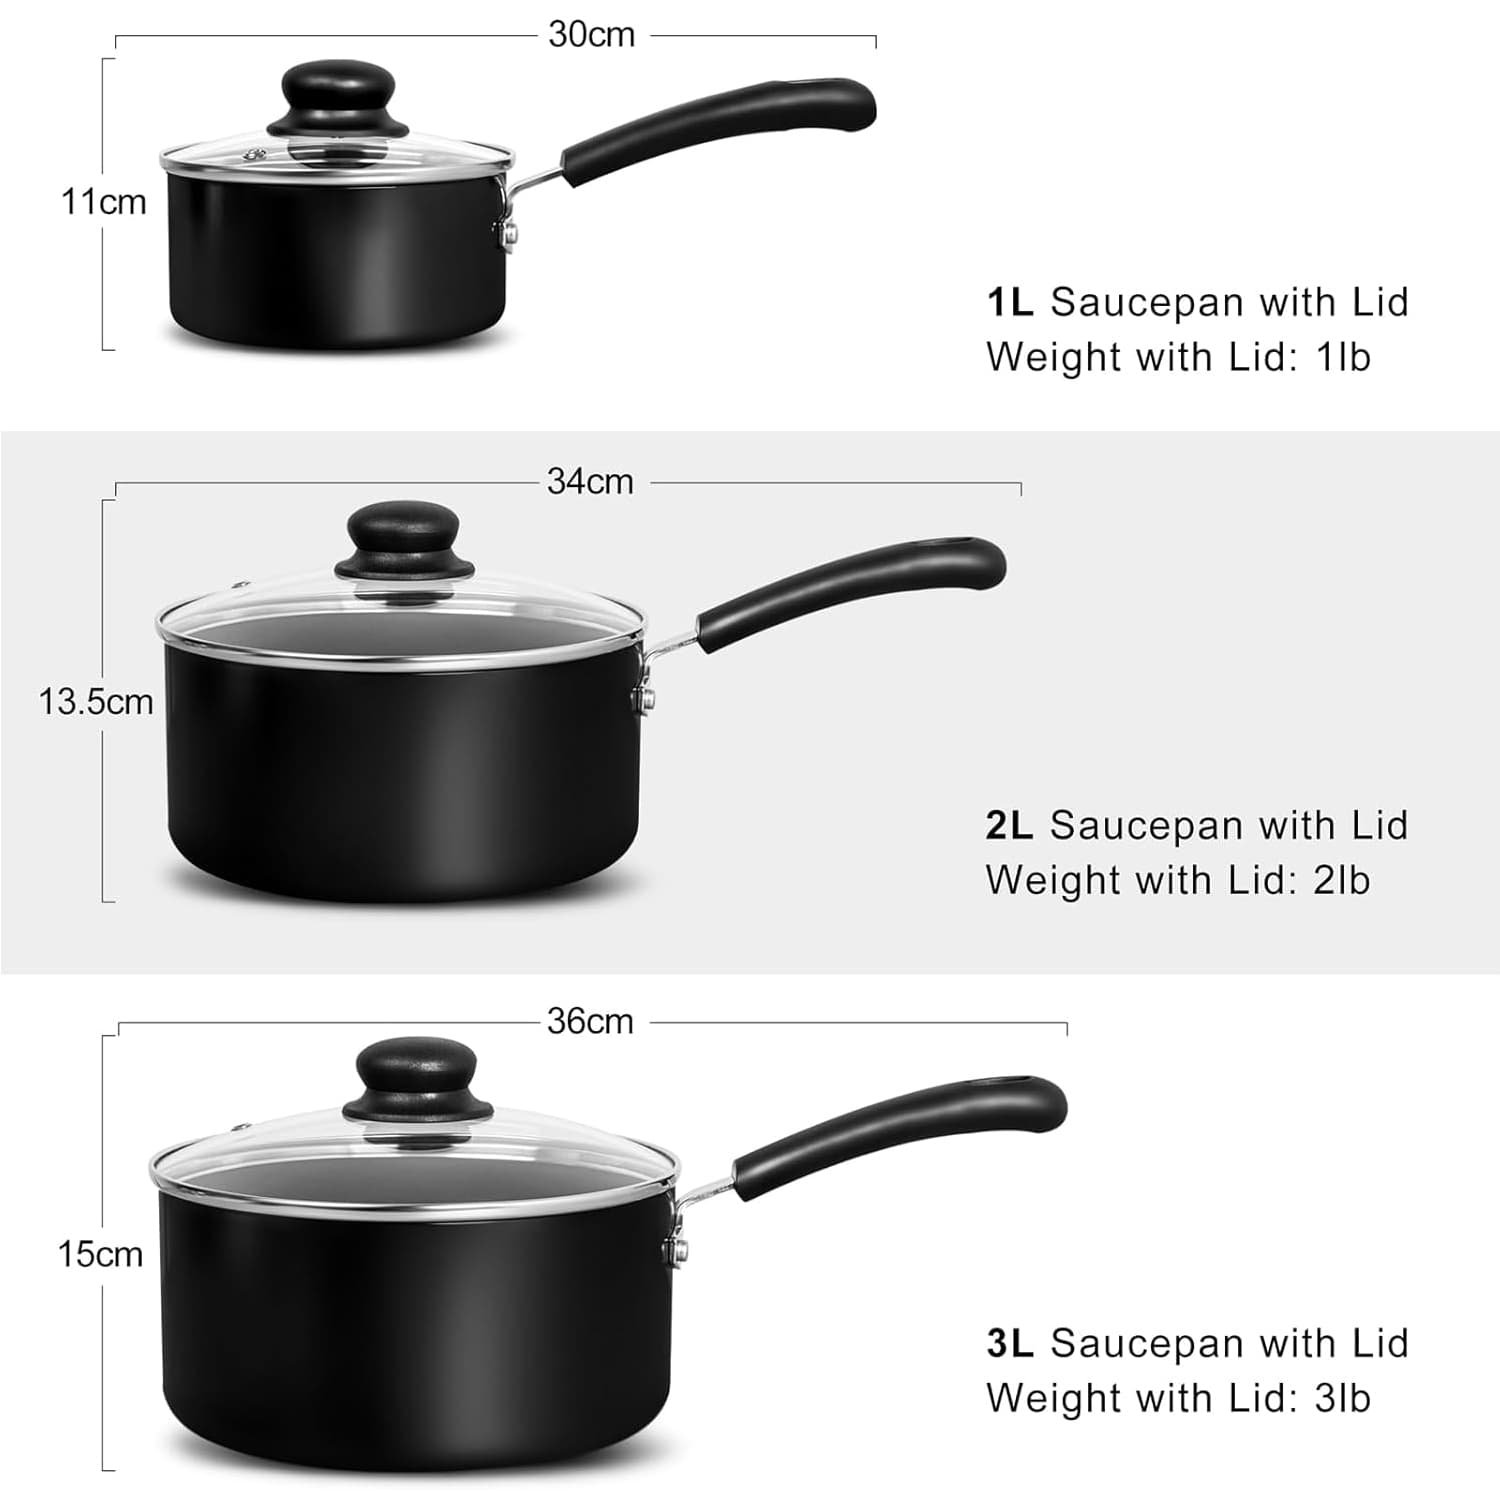 30cm
11cm
1L Saucepan with Lid
Weight with Lid: 1lb
34cm
13.5cm
2L Saucepan with Lid
Weight with Lid: 2lb
36cm
15cm
3L Saucepan with Lid
Weight with Lid: 3lb